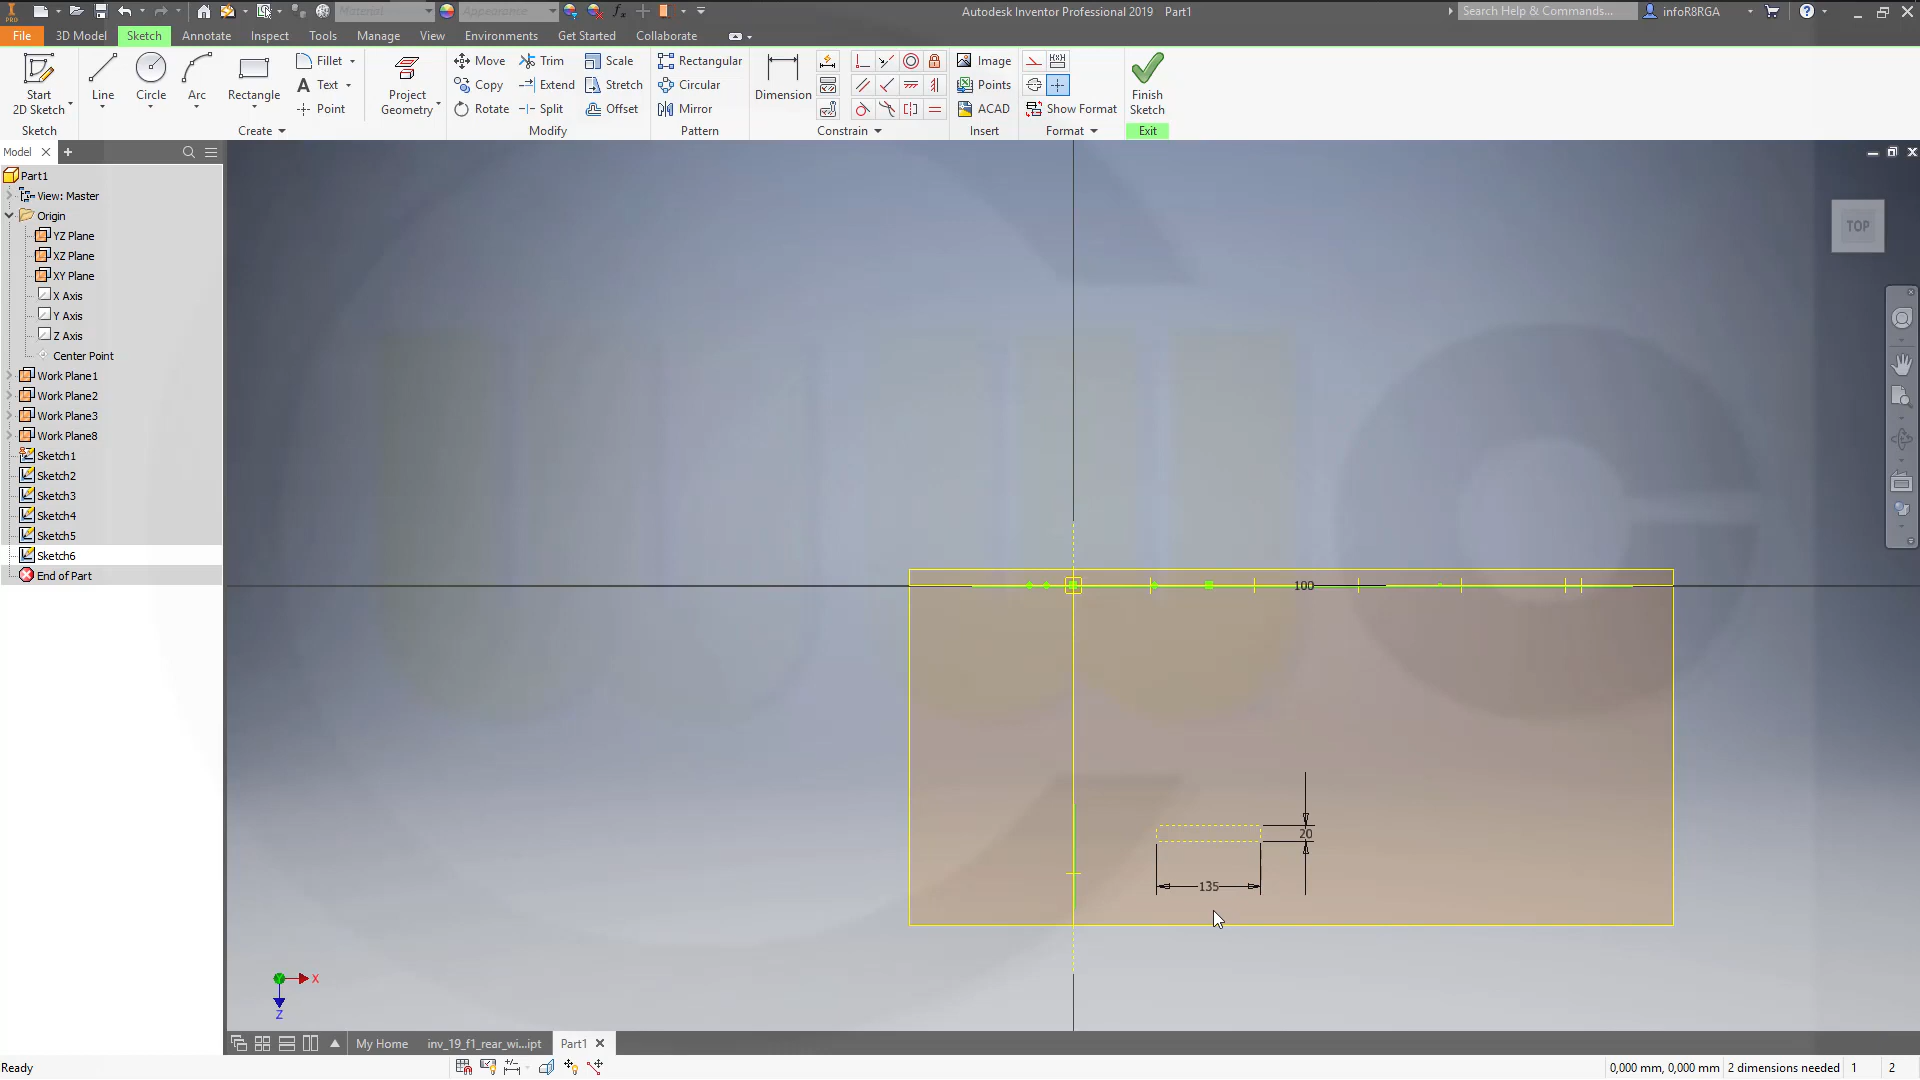 PRO
Material
Appearance
Autodesk Inventor Professional 2019 Part1
Search Help & Commands...
infoR8RGA
File 3D Model Sketch Annotate Inspect Tools Manage View Environments Get Started Collaborate
Start
2D Sketch
Line
Circle
Arc
Rectangle
Fillet
Text
Point
Project
Geometry
Move
Copy
Rotate
Trim
Extend
Split
Scale
Stretch
Offset
Rectangular
Circular
Mirror
Dimension
Image
Points
ACAD
Show Format
Finish
Sketch
Sketch Create Modify Pattern Constrain Insert Format Exit
Model
Part1
View: Master
Origin
YZ Plane
XZ Plane
XY Plane
X Axis
Y Axis
Z Axis
Center Point
Work Plane1
Work Plane2
Work Plane3
Work Plane8
Sketch1
Sketch2
Sketch3
Sketch4
Sketch5
Sketch6
End of Part
TOP
100
20
135
X
Z
My Home inv_19_f1_rear_wi...ipt Part1
Ready
0,000 mm, 0,000 mm 2 dimensions needed 1 2